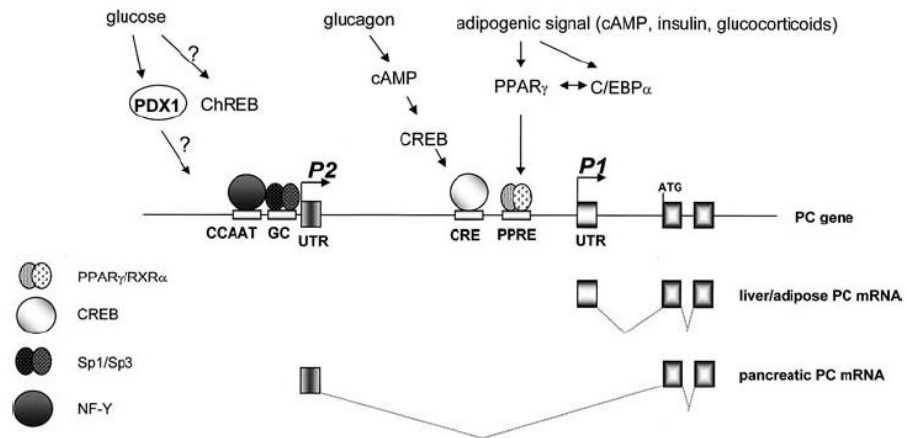 glucose
glucagon
adipogenic signal (cAMP, insulin, glucocorticoids)
?
cAMP
PPARγ
C/EBPα
PDX1
ChREB
?
CREB
P2
P1
ATG
CCAAT
GC
UTR
CRE
PPRE
UTR
PC gene
PPARγ/RXRα
liver/adipose PC mRNA
CREB
Sp1/Sp3
pancreatic PC mRNA
NF-Y